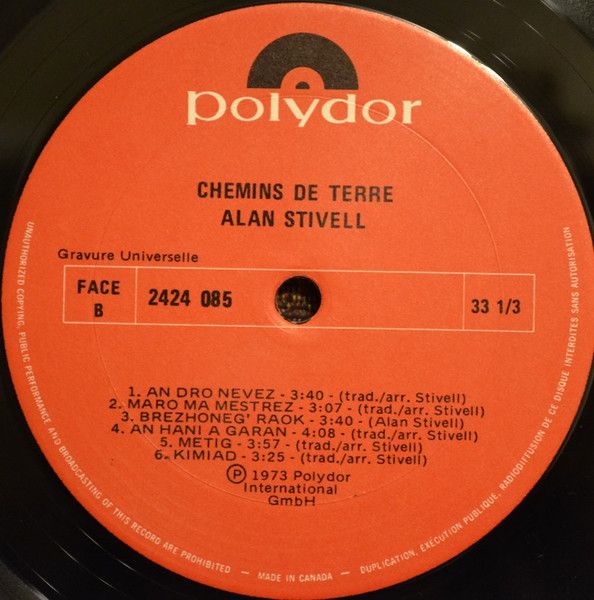 polydor
CHEMINS DE TERRE
ALAN STIVELL
Gravure Universelle
FACE
B
2424 085
33 1/3
1. AN DRO NEVEZ - 3:40 - (trad./arr. Stivell)
2. MARO MA MESTREZ - 3:07 - (trad./arr. Stivell)
3. BREZHONEG' RAOK - 3:40 - (Alan Stivell)
4. AN HANI A GARAN - 4:08 - (trad./arr. Stivell)
5. METIG - 3:57 - (trad./arr. Stivell)
6. KIMIAD - 3:25 - (trad./arr. Stivell)
Ⓟ 1973 Polydor
International
GmbH
UNAUTHORIZED COPYING, PUBLIC PERFORMANCE AND BROADCASTING OF THIS RECORD ARE PROHIBITED – MADE IN CANADA – DUPLICATION, EXÉCUTION PUBLIQUE, RADIODIFFUSION DE CE DISQUE INTERDITES SANS AUTORISATION